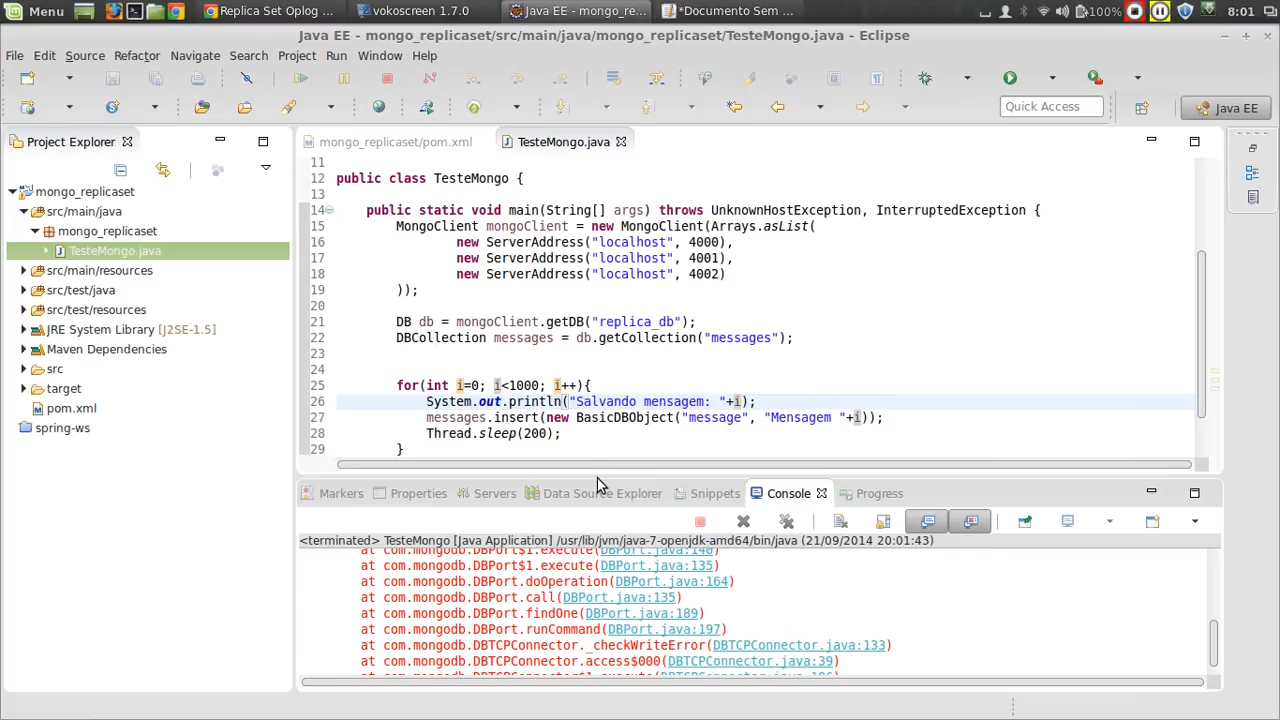 Menu
Replica Set Oplog ...
vokoscreen 1.7.0
Java EE - mongo_re...
*Documento Sem ...
100%
8:01
Java EE - mongo_replicaset/src/main/java/mongo_replicaset/TesteMongo.java - Eclipse
File Edit Source Refactor Navigate Search Project Run Window Help
Quick Access
Java EE
Project Explorer
mongo_replicaset
src/main/java
mongo_replicaset
TesteMongo.java
src/main/resources
src/test/java
src/test/resources
JRE System Library [J2SE-1.5]
Maven Dependencies
src
target
pom.xml
spring-ws
mongo_replicaset/pom.xml
TesteMongo.java
11
12 public class TesteMongo {
13
14 public static void main(String[] args) throws UnknownHostException, InterruptedException {
15 MongoClient mongoClient = new MongoClient(Arrays.asList(
16 new ServerAddress("localhost", 4000),
17 new ServerAddress("localhost", 4001),
18 new ServerAddress("localhost", 4002)
19 ));
20
21 DB db = mongoClient.getDB("replica_db");
22 DBCollection messages = db.getCollection("messages");
23
24
25 for(int i=0; i<1000; i++){
26 System.out.println("Salvando mensagem: "+i);
27 messages.insert(new BasicDBObject("message", "Mensagem "+i));
28 Thread.sleep(200);
29 }
Markers Properties Servers Data Source Explorer Snippets Console Progress
<terminated> TesteMongo [Java Application] /usr/lib/jvm/java-7-openjdk-amd64/bin/java (21/09/2014 20:01:43)
at com.mongodb.DBPort$1.execute(DBPort.java:140)
at com.mongodb.DBPort$1.execute(DBPort.java:135)
at com.mongodb.DBPort.doOperation(DBPort.java:164)
at com.mongodb.DBPort.call(DBPort.java:135)
at com.mongodb.DBPort.findOne(DBPort.java:189)
at com.mongodb.DBPort.runCommand(DBPort.java:197)
at com.mongodb.DBTCPConnector._checkWriteError(DBTCPConnector.java:133)
at com.mongodb.DBTCPConnector.access$000(DBTCPConnector.java:39)